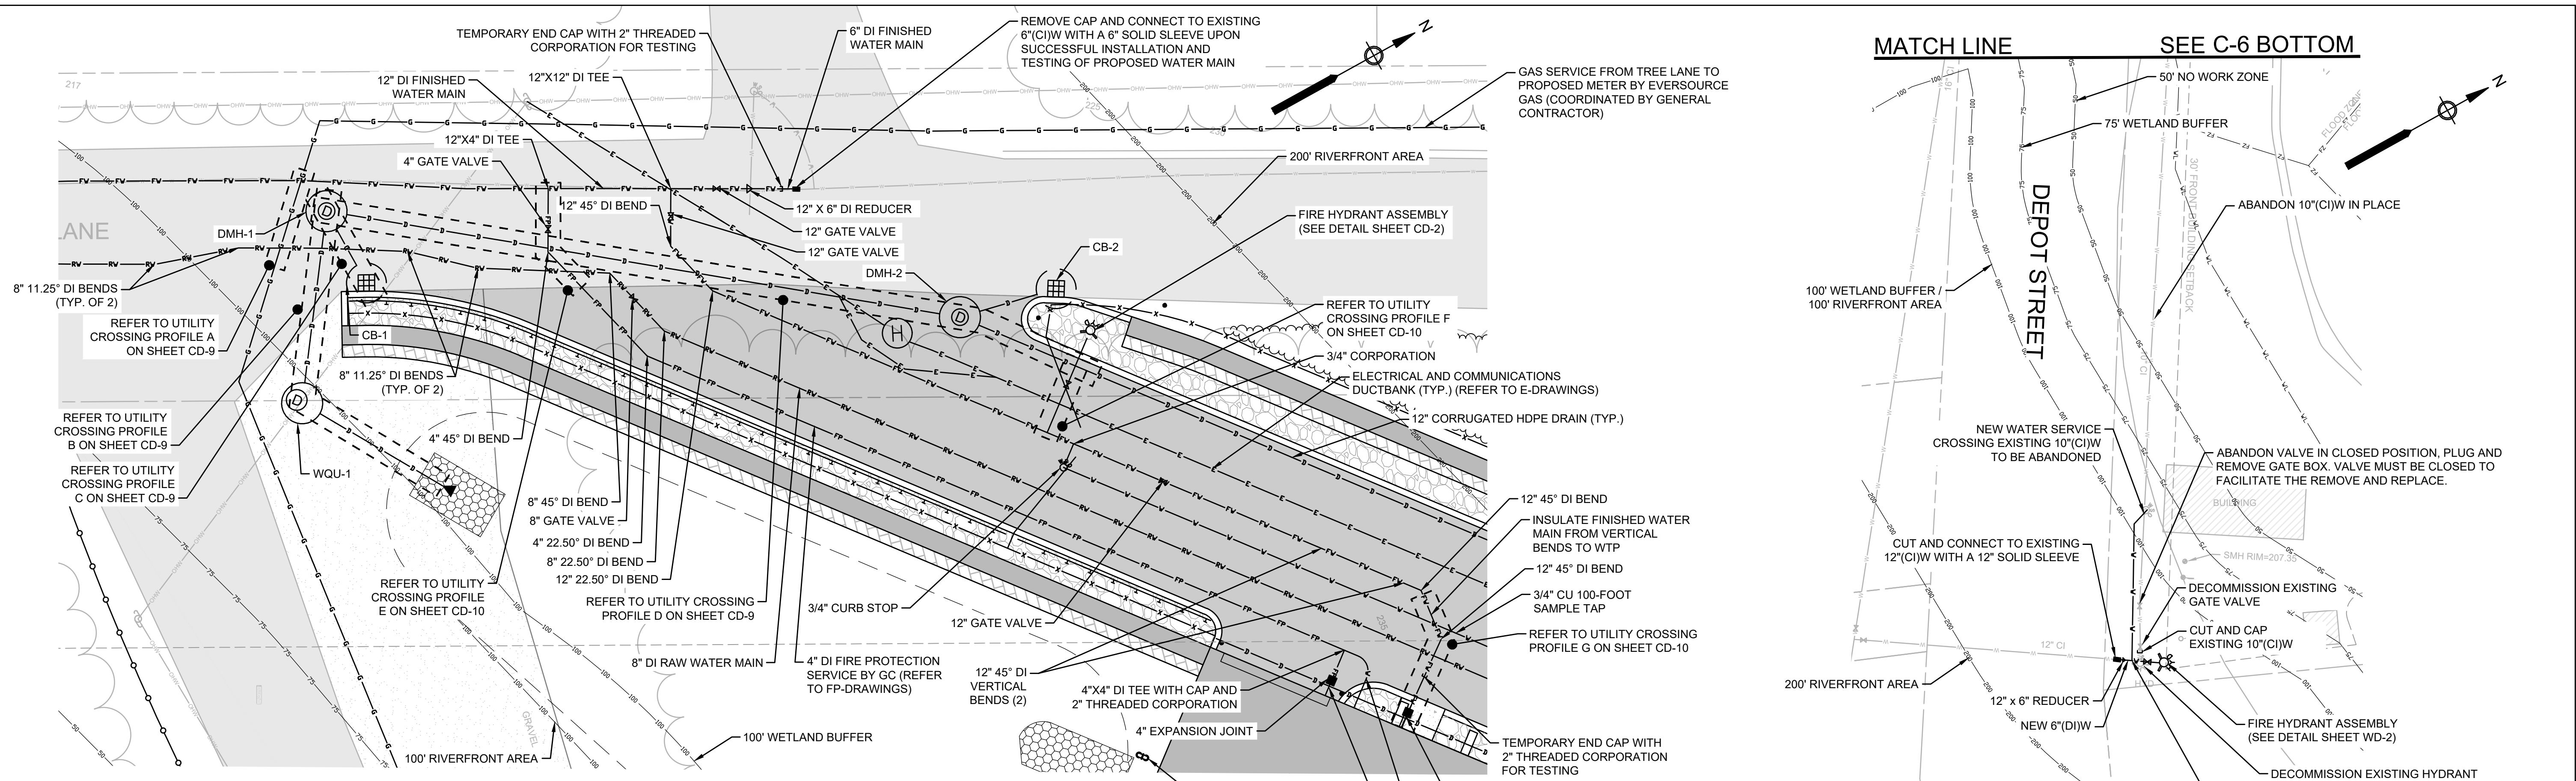 TEMPORARY END CAP WITH 2" THREADED
CORPORATION FOR TESTING
6" DI FINISHED
WATER MAIN
REMOVE CAP AND CONNECT TO EXISTING
6"(CI)W WITH A 6" SOLID SLEEVE UPON
SUCCESSFUL INSTALLATION AND
TESTING OF PROPOSED WATER MAIN
N
GAS SERVICE FROM TREE LANE TO
PROPOSED METER BY EVERSOURCE
GAS (COORDINATED BY GENERAL
CONTRACTOR)
12" DI FINISHED
WATER MAIN
12"X12" DI TEE
217
225
12"X4" DI TEE
4" GATE VALVE
200' RIVERFRONT AREA
12" 45° DI BEND
12" X 6" DI REDUCER
12" GATE VALVE
12" GATE VALVE
FIRE HYDRANT ASSEMBLY
(SEE DETAIL SHEET CD-2)
LANE
DMH-1
D
CB-2
DMH-2
D
H
8" 11.25° DI BENDS
(TYP. OF 2)
REFER TO UTILITY
CROSSING PROFILE A
ON SHEET CD-9
CB-1
8" 11.25° DI BENDS
(TYP. OF 2)
D
REFER TO UTILITY
CROSSING PROFILE F
ON SHEET CD-10
3/4" CORPORATION
ELECTRICAL AND COMMUNICATIONS
DUCTBANK (TYP.) (REFER TO E-DRAWINGS)
12" CORRUGATED HDPE DRAIN (TYP.)
REFER TO UTILITY
CROSSING PROFILE
B ON SHEET CD-9
REFER TO UTILITY
CROSSING PROFILE
C ON SHEET CD-9
WQU-1
4" 45° DI BEND
8" 45° DI BEND
8" GATE VALVE
4" 22.50° DI BEND
8" 22.50° DI BEND
12" 22.50° DI BEND
REFER TO UTILITY
CROSSING PROFILE
E ON SHEET CD-10
REFER TO UTILITY CROSSING
PROFILE D ON SHEET CD-9
8" DI RAW WATER MAIN
4" DI FIRE PROTECTION
SERVICE BY GC (REFER
TO FP-DRAWINGS)
3/4" CURB STOP
12" GATE VALVE
12" 45° DI
VERTICAL
BENDS (2)
4"X4" DI TEE WITH CAP AND
2" THREADED CORPORATION
4" EXPANSION JOINT
12" 45° DI BEND
INSULATE FINISHED WATER
MAIN FROM VERTICAL
BENDS TO WTP
12" 45° DI BEND
3/4" CU 100-FOOT
SAMPLE TAP
REFER TO UTILITY CROSSING
PROFILE G ON SHEET CD-10
235
TEMPORARY END CAP WITH
2" THREADED CORPORATION
FOR TESTING
GRAVEL
100' RIVERFRONT AREA
100' WETLAND BUFFER
MATCH LINE
SEE C-6 BOTTOM
N
50' NO WORK ZONE
75' WETLAND BUFFER
30' FRONT BUILDING SETBACK
DEPOT STREET
ABANDON 10"(CI)W IN PLACE
100' WETLAND BUFFER /
100' RIVERFRONT AREA
NEW WATER SERVICE
CROSSING EXISTING 10"(CI)W
TO BE ABANDONED
ABANDON VALVE IN CLOSED POSITION, PLUG AND
REMOVE GATE BOX. VALVE MUST BE CLOSED TO
FACILITATE THE REMOVE AND REPLACE.
BUILDING
CUT AND CONNECT TO EXISTING
12"(CI)W WITH A 12" SOLID SLEEVE
SMH RIM=207.35
DECOMMISSION EXISTING
GATE VALVE
CUT AND CAP
EXISTING 10"(CI)W
12" CI
200' RIVERFRONT AREA
12" x 6" REDUCER
NEW 6"(DI)W
FIRE HYDRANT ASSEMBLY
(SEE DETAIL SHEET WD-2)
DECOMMISSION EXISTING HYDRANT